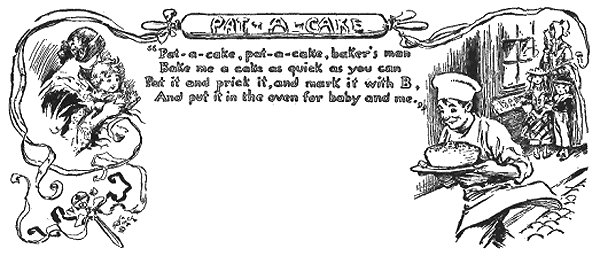 PAT-A-CAKE
"Pat-a-cake, pat-a-cake, baker's man
Bake me a cake as quick as you can
Pat it and prick it, and mark it with B,
And put it in the oven for baby and me."